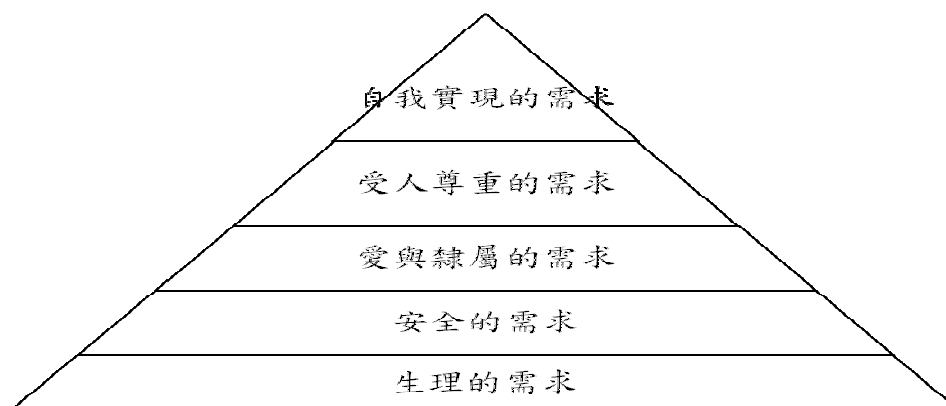 自我實現的需求
受人尊重的需求
愛與隸屬的需求
安全的需求
生理的需求